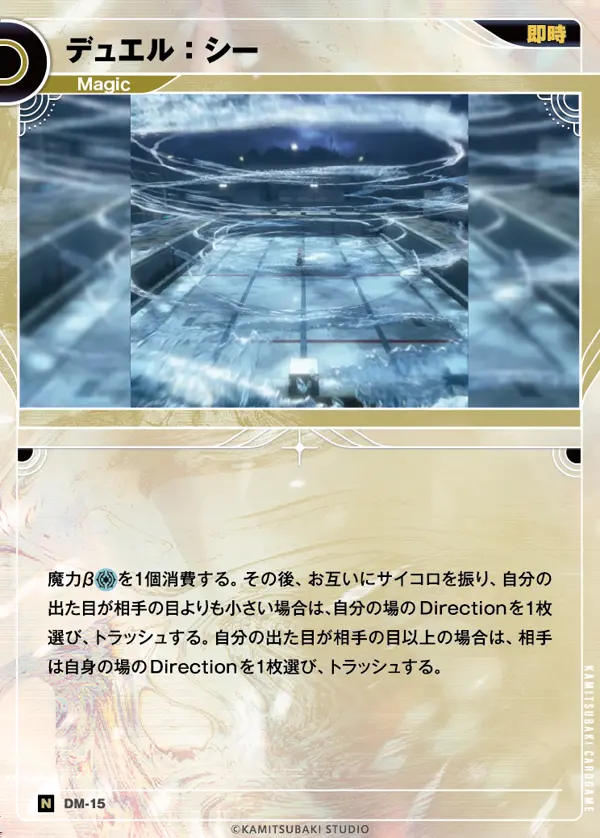 デュエル：シー
即時
Magic
魔力βを1個消費する。その後、お互いにサイコロを振り、自分の
出た目が相手の目よりも小さい場合は、自分の場のDirectionを1枚
選び、トラッシュする。自分の出た目が相手の目以上の場合は、相手
は自身の場のDirectionを1枚選び、トラッシュする。
KAMITSUBAKI CARDGAME
N DM-15
©KAMITSUBAKI STUDIO